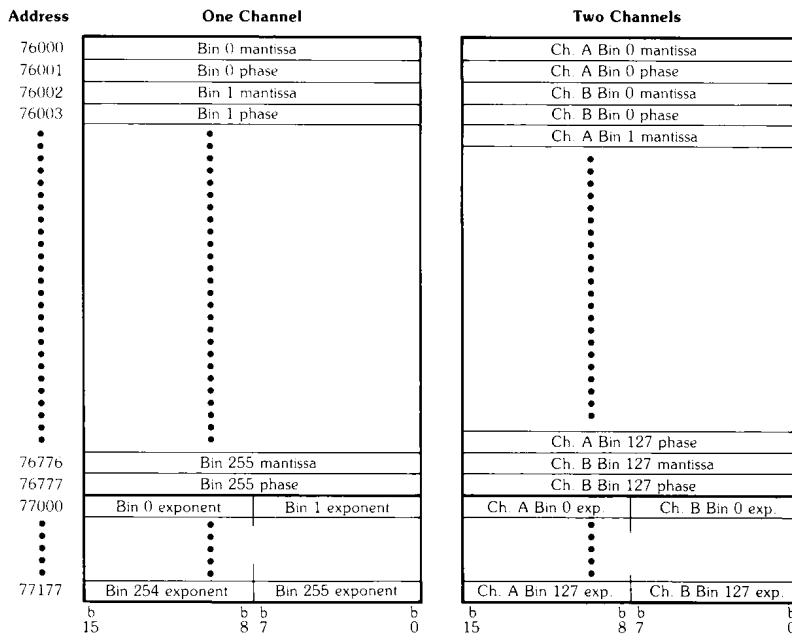 Address One Channel Two Channels
76000 Bin 0 mantissa Ch. A Bin 0 mantissa
76001 Bin 0 phase Ch. A Bin 0 phase
76002 Bin 1 mantissa Ch. B Bin 0 mantissa
76003 Bin 1 phase Ch. B Bin 0 phase
Ch. A Bin 1 mantissa
Ch. A Bin 127 phase
76776 Bin 255 mantissa Ch. B Bin 127 mantissa
76777 Bin 255 phase Ch. B Bin 127 phase
77000 Bin 0 exponent Bin 1 exponent Ch. A Bin 0 exp. Ch. B Bin 0 exp.
77177 Bin 254 exponent Bin 255 exponent Ch. A Bin 127 exp. Ch. B Bin 127 exp.
b b b b b b b b
15 8 7 0 15 8 7 0